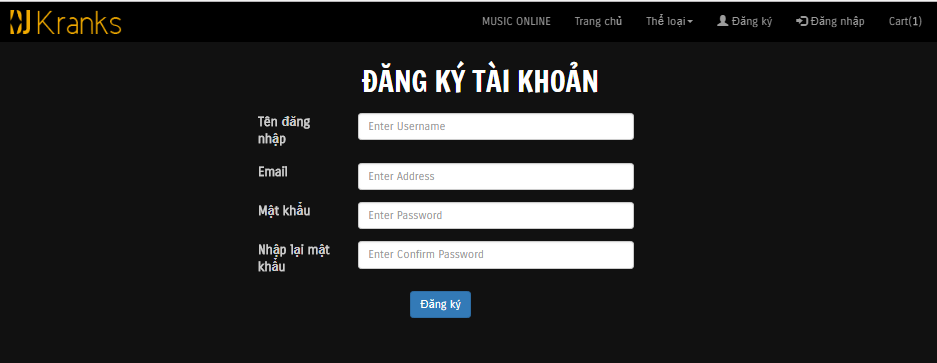 Kranks
MUSIC ONLINE Trang chủ Thể loại Đăng ký Đăng nhập Cart(1)
ĐĂNG KÝ TÀI KHOẢN
Tên đăng
nhập
Enter Username
Email
Enter Address
Mật khẩu
Enter Password
Nhập lại mật
khẩu
Enter Confirm Password
Đăng ký